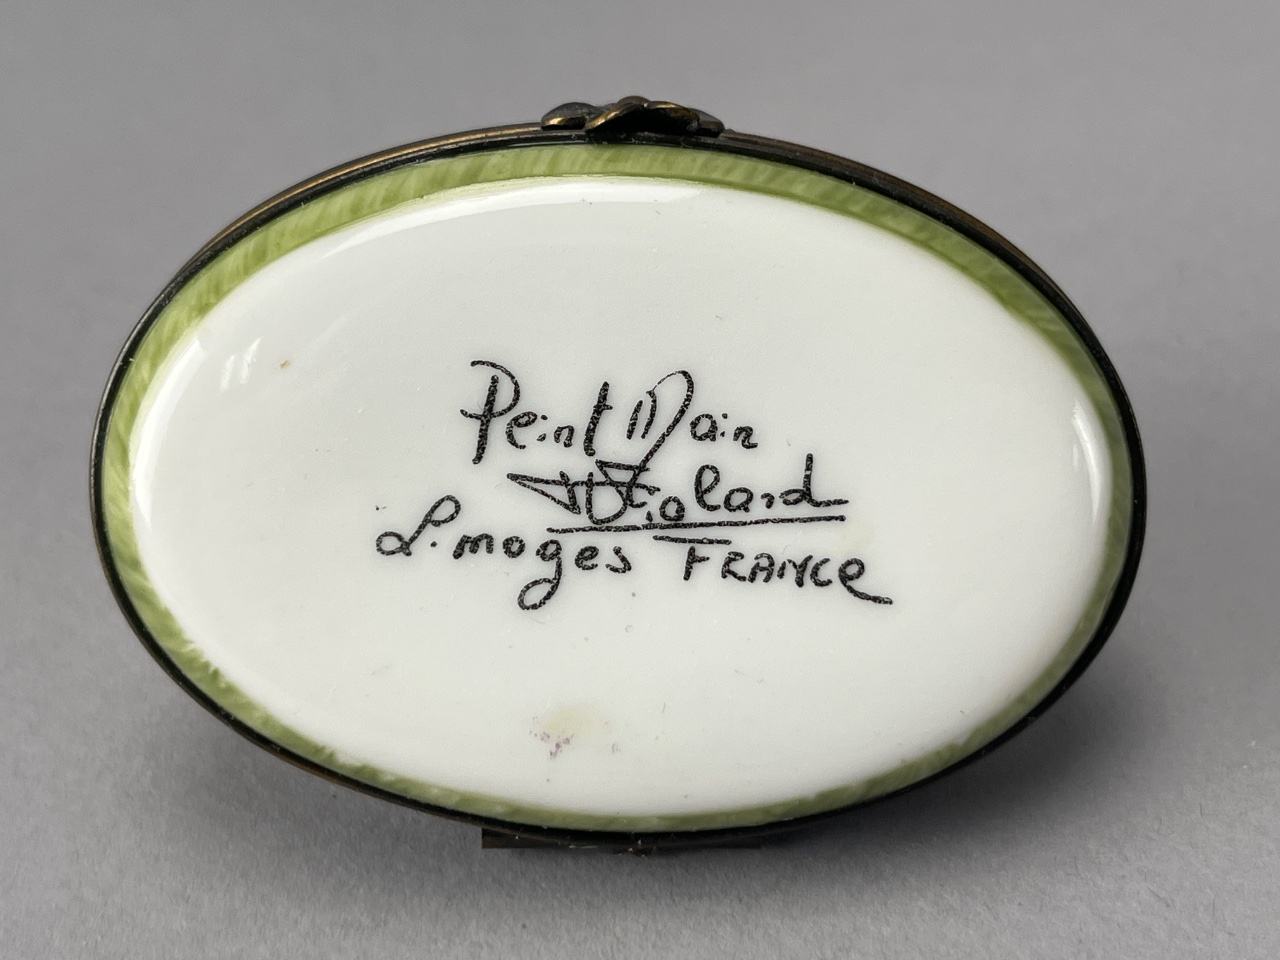 Peint Main
Limoges FRANCE